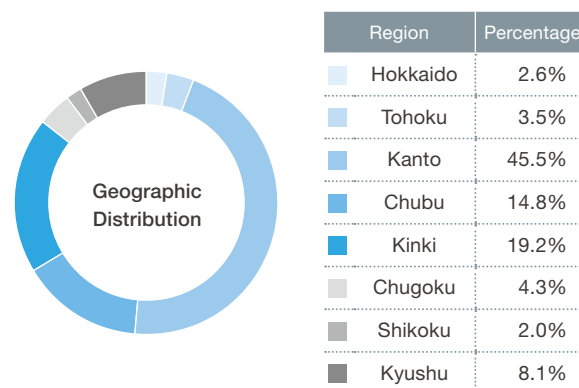 Geographic
Distribution
Region Percentage
Hokkaido 2.6%
Tohoku 3.5%
Kanto 45.5%
Chubu 14.8%
Kinki 19.2%
Chugoku 4.3%
Shikoku 2.0%
Kyushu 8.1%